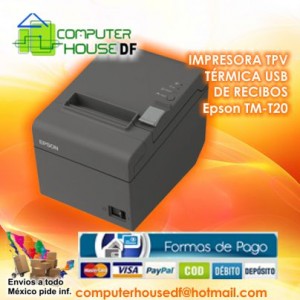 COMPUTER
HOUSE DF
IMPRESORA TPV
TÉRMICA USB
DE RECIBOS
Epson TM-T20
EPSON
Envios a todo
México pide inf.
Formas de Pago
VISA PayPal COD DÉBITO DEPÓSITO
computerhousedf@hotmail.com